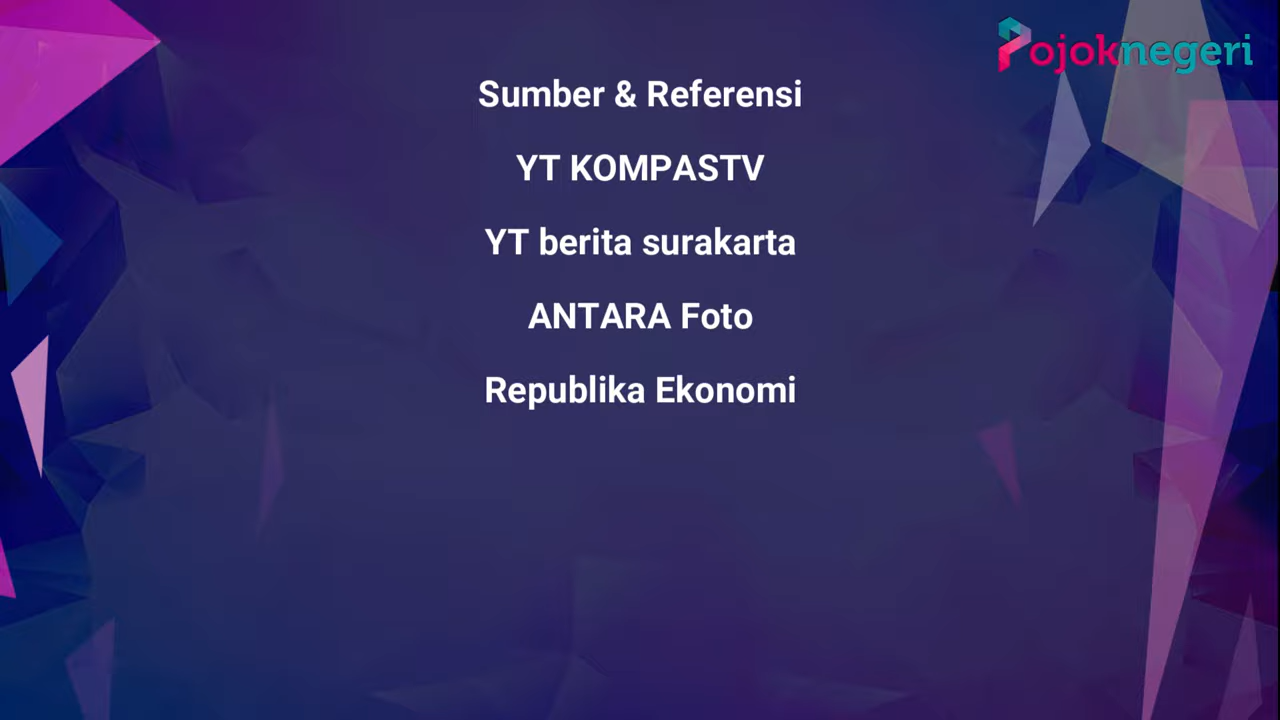 Pojoknegeri
Sumber & Referensi
YT KOMPASTV
YT berita surakarta
ANTARA Foto
Republika Ekonomi